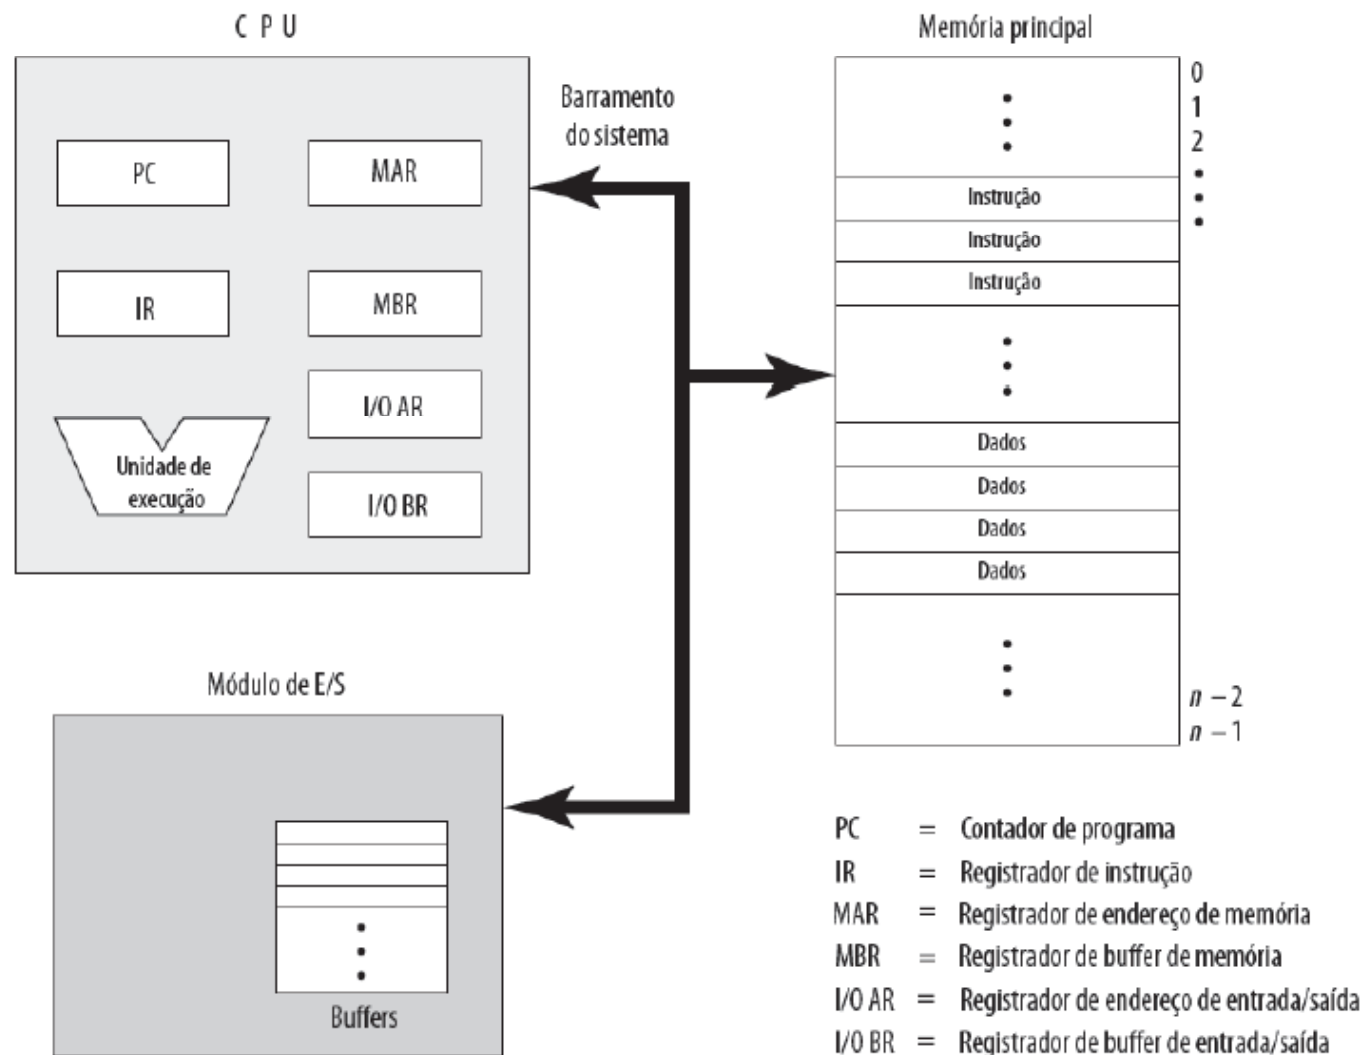 C P U
PC
MAR
IR
MBR
I/O AR
I/O BR
Unidade de
execução
Barramento
do sistema
Memória principal
0
1
2
Instrução
Instrução
Instrução
Dados
Dados
Dados
Dados
n – 2
n – 1
Módulo de E/S
Buffers
PC = Contador de programa
IR = Registrador de instrução
MAR = Registrador de endereço de memória
MBR = Registrador de buffer de memória
I/O AR = Registrador de endereço de entrada/saída
I/O BR = Registrador de buffer de entrada/saída